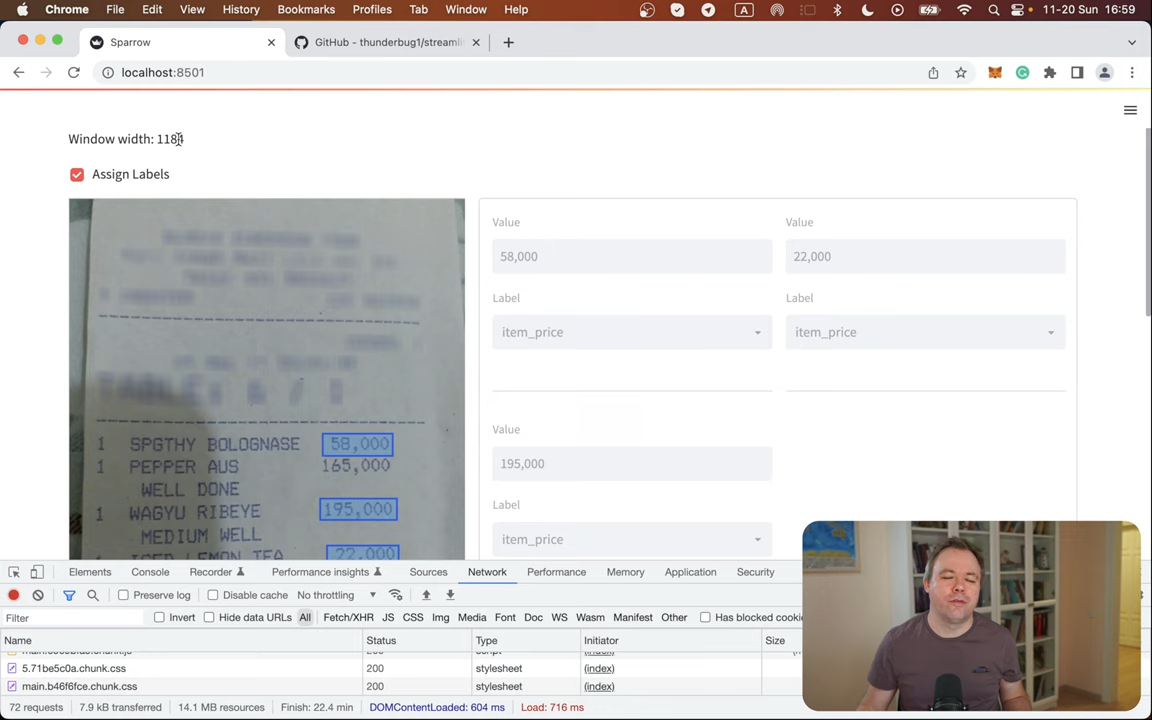 Chrome File Edit View History Bookmarks Profiles Tab Window Help A 11-20 Sun 16:59
Sparrow
GitHub - thunderbug1/streamli
localhost:8501
Window width: 1184
Assign Labels
Value Value
58,000 22,000
Label Label
item_price item_price
Value
195,000
Label
item_price
1 SPGTHY BOLOGNASE 58,000
1 PEPPER AUS 165,000
WELL DONE
1 WAGYU RIBEYE 195,000
MEDIUM WELL
ICED LEMON TEA 22,000
Elements Console Recorder Performance insights Sources Network Performance Memory Application Security
Preserve log Disable cache No throttling
Filter Invert Hide data URLs All Fetch/XHR JS CSS Img Media Font Doc WS Wasm Manifest Other Has blocked cookie
Name Status Type Initiator Size
5.71be5c0a.chunk.css 200 stylesheet (index)
main.b46f6fce.chunk.css 200 stylesheet (index)
72 requests 7.9 kB transferred 14.1 MB resources Finish: 22.4 min DOMContentLoaded: 604 ms Load: 716 ms